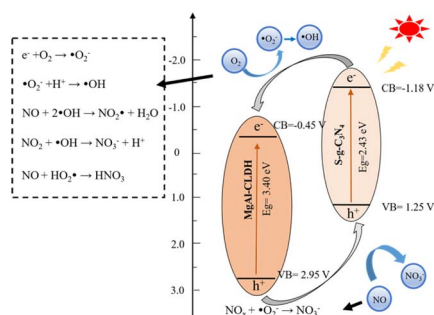 e⁻ +O₂ → •O₂⁻
•O₂⁻ +H⁺ → •OH
NO + 2•OH → NO₂• + H₂O
NO₂ + •OH → NO₃⁻ + H⁺
NO + HO₂• → HNO₃
-2.0
-1.0
0
1.0
2.0
3.0
O₂
•O₂⁻
•OH
e⁻
CB=-0.45 V
MgAl-CLDH
Eg= 3.40 eV
VB= 2.95 V
h⁺
e⁻
CB=-1.18 V
S-g-C₃N₄
Eg=2.43 eV
VB= 1.25 V
h⁺
NO₃⁻
NO
NOₓ + •O₃⁻ → NO₃⁻